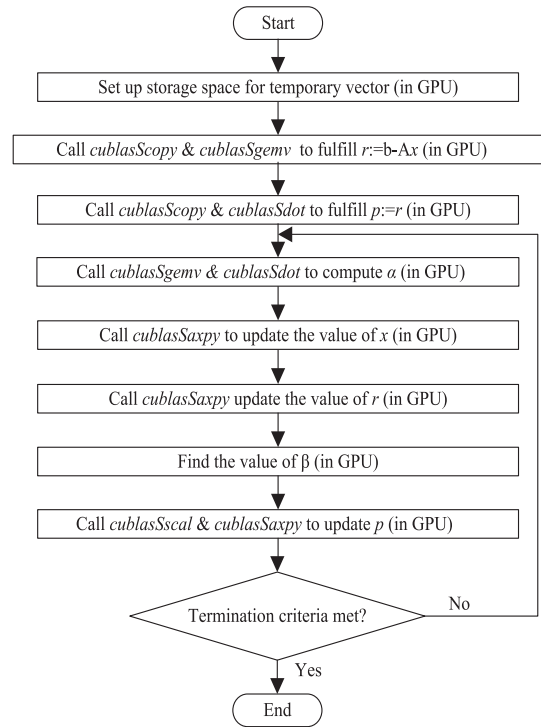 Start
Set up storage space for temporary vector (in GPU)
Call cublasScopy & cublasSgemv to fulfill r:=b-Ax (in GPU)
Call cublasScopy & cublasSdot to fulfill p:=r (in GPU)
Call cublasSgemv & cublasSdot to compute α (in GPU)
Call cublasSaxpy to update the value of x (in GPU)
Call cublasSaxpy update the value of r (in GPU)
Find the value of β (in GPU)
Call cublasSscal & cublasSaxpy to update p (in GPU)
Termination criteria met?
No
Yes
End